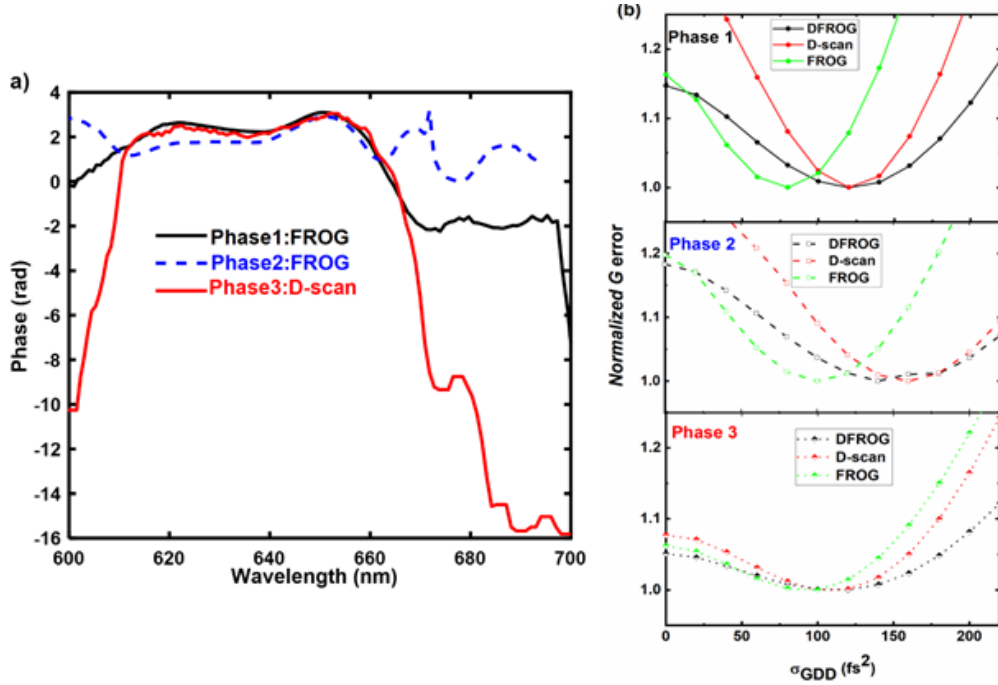 a)
4
2
0
-2
-4
-6
-8
-10
-12
-14
-16
Phase (rad)
Phase1:FROG
Phase2:FROG
Phase3:D-scan
600
620
640
660
680
700
Wavelength (nm)
(b)
Phase 1
DFROG
D-scan
FROG
1.2
1.1
1.0
Phase 2
DFROG
D-scan
FROG
1.2
1.1
1.0
Normalized G error
Phase 3
DFROG
D-scan
FROG
1.2
1.1
1.0
0
50
100
150
200
σGDD (fs²)